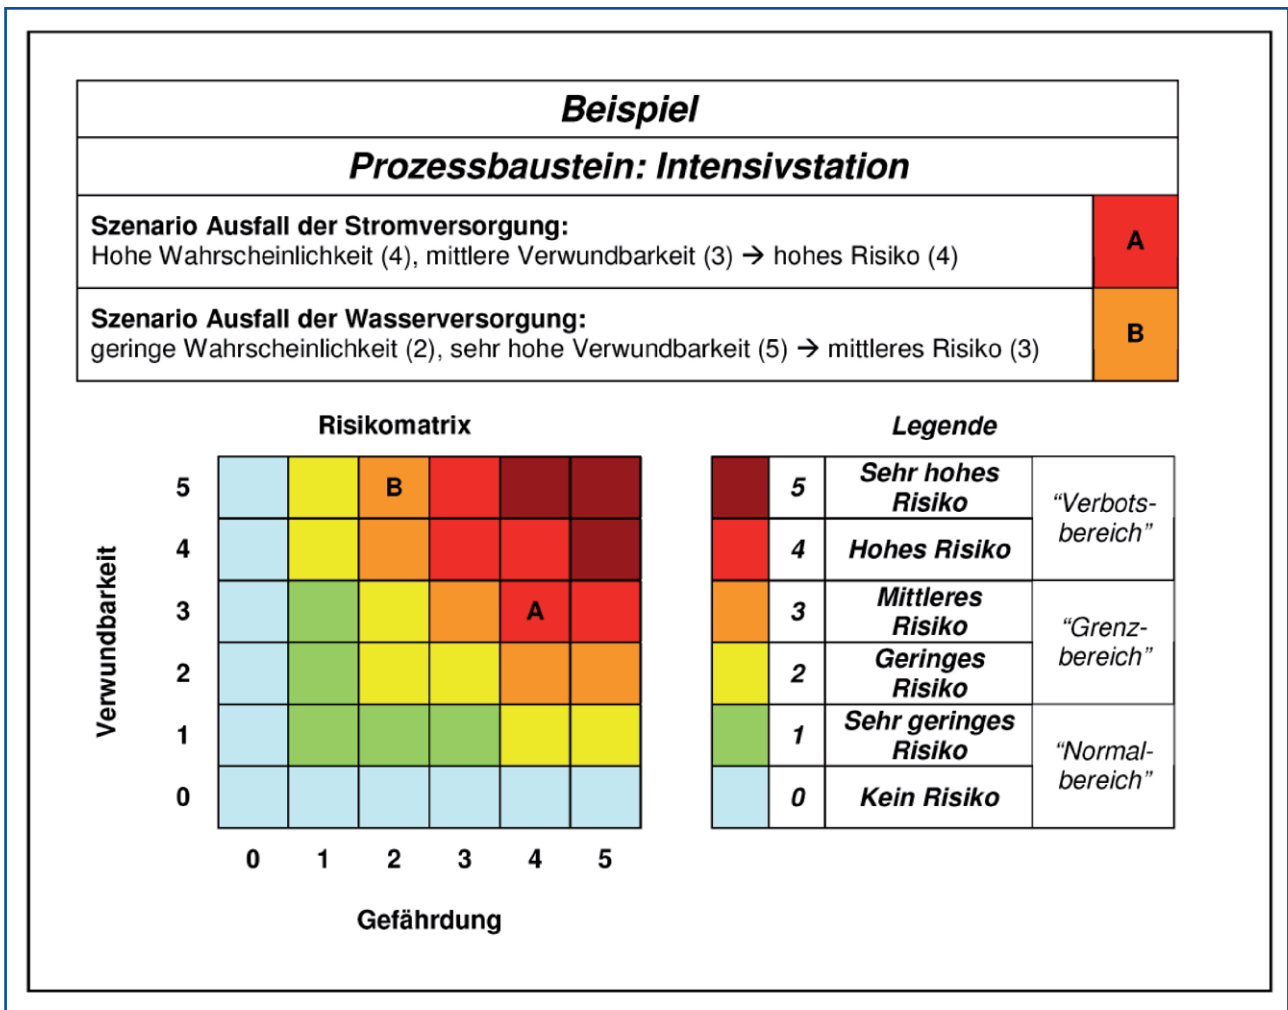 Beispiel
Prozessbaustein: Intensivstation
Szenario Ausfall der Stromversorgung:
Hohe Wahrscheinlichkeit (4), mittlere Verwundbarkeit (3) → hohes Risiko (4)
A
Szenario Ausfall der Wasserversorgung:
geringe Wahrscheinlichkeit (2), sehr hohe Verwundbarkeit (5) → mittleres Risiko (3)
B
Risikomatrix
Verwundbarkeit
5
B
4
3
A
2
1
0
0 1 2 3 4 5
Gefährdung
Legende
5
Sehr hohes
Risiko
4
Hohes Risiko
“Verbots-
bereich”
3
Mittleres
Risiko
2
Geringes
Risiko
“Grenz-
bereich”
1
Sehr geringes
Risiko
0
Kein Risiko
“Normal-
bereich”